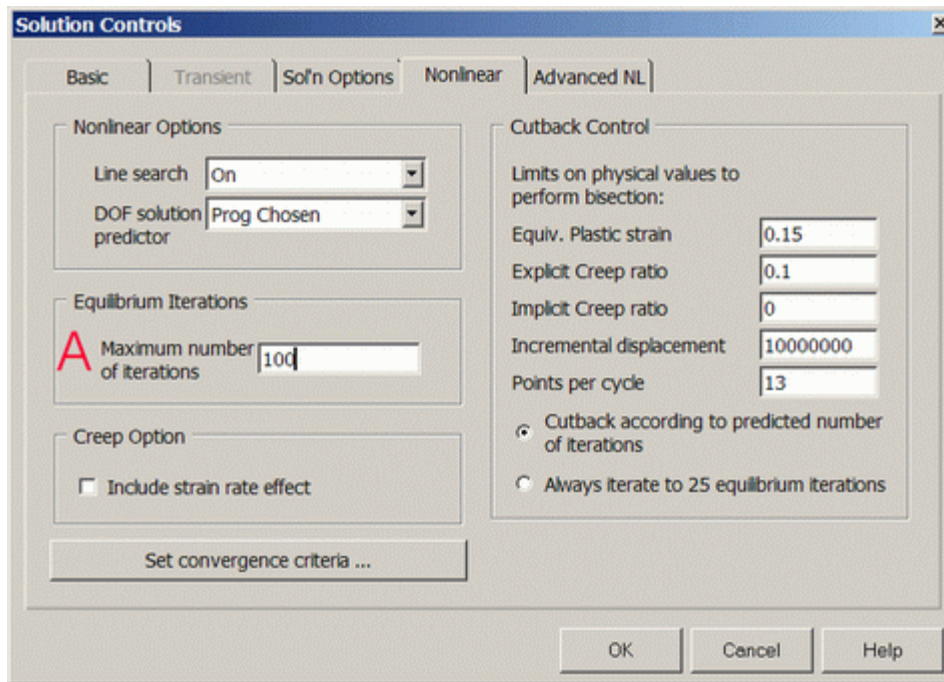 Solution Controls
Basic
Transient
Sol'n Options
Nonlinear
Advanced NL
Nonlinear Options
Line search
On
DOF solution
predictor
Prog Chosen
Equilibrium Iterations
A
Maximum number
of iterations
100
Creep Option
Include strain rate effect
Set convergence criteria ...
Cutback Control
Limits on physical values to
perform bisection:
Equiv. Plastic strain
0.15
Explicit Creep ratio
0.1
Implicit Creep ratio
0
Incremental displacement
10000000
Points per cycle
13
Cutback according to predicted number
of iterations
Always iterate to 25 equilibrium iterations
OK
Cancel
Help